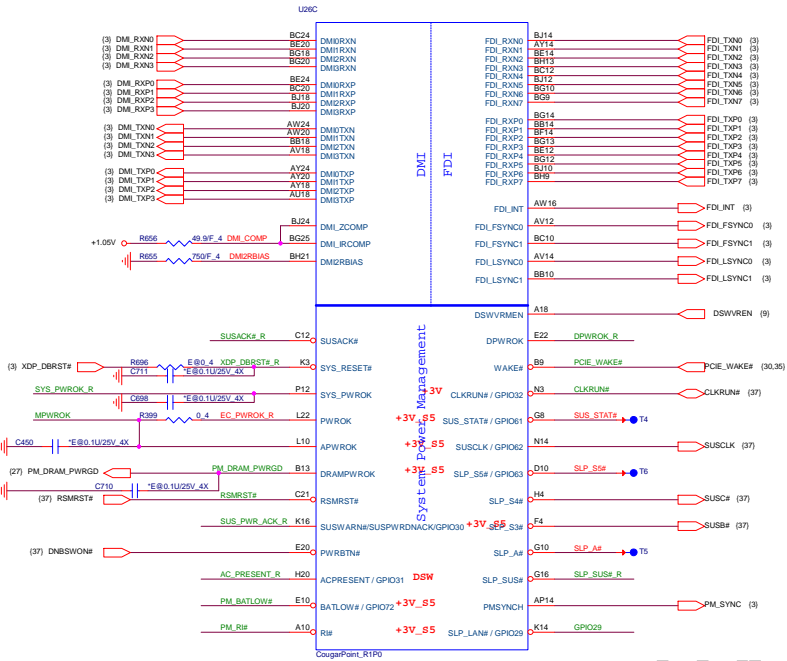 U26C
(3) DMI_RXN0 BC24 DMI0RXN FDI_RXN0 BJ14 FDI_TXN0 (3)
(3) DMI_RXN1 BE20 DMI1RXN FDI_RXN1 AY14 FDI_TXN1 (3)
(3) DMI_RXN2 BG18 DMI2RXN FDI_RXN2 BE14 FDI_TXN2 (3)
(3) DMI_RXN3 BG20 DMI3RXN FDI_RXN3 BH13 FDI_TXN3 (3)
FDI_RXN4 BC12 FDI_TXN4 (3)
(3) DMI_RXP0 BE24 DMI0RXP FDI_RXN5 BJ12 FDI_TXN5 (3)
(3) DMI_RXP1 BC20 DMI1RXP FDI_RXN6 BG10 FDI_TXN6 (3)
(3) DMI_RXP2 BJ18 DMI2RXP FDI_RXN7 BG9 FDI_TXN7 (3)
(3) DMI_RXP3 BJ20 DMI3RXP
FDI_RXP0 BG14 FDI_TXP0 (3)
(3) DMI_TXN0 AW24 DMI0TXN FDI_RXP1 BB14 FDI_TXP1 (3)
(3) DMI_TXN1 AW20 DMI1TXN FDI_RXP2 BF14 FDI_TXP2 (3)
(3) DMI_TXN2 BB18 DMI2TXN FDI_RXP3 BG13 FDI_TXP3 (3)
(3) DMI_TXN3 AV18 DMI3TXN FDI_RXP4 BE12 FDI_TXP4 (3)
FDI_RXP5 BG12 FDI_TXP5 (3)
(3) DMI_TXP0 AY24 DMI0TXP FDI_RXP6 BJ10 FDI_TXP6 (3)
(3) DMI_TXP1 AY20 DMI1TXP FDI_RXP7 BH9 FDI_TXP7 (3)
(3) DMI_TXP2 AY18 DMI2TXP
(3) DMI_TXP3 AU18 DMI3TXP
DMI FDI
FDI_INT AW16 FDI_INT (3)
BJ24 DMI_ZCOMP FDI_FSYNC0 AV12 FDI_FSYNC0 (3)
+1.05V R656 49.9/F_4 DMI_COMP BG25 DMI_IRCOMP FDI_FSYNC1 BC10 FDI_FSYNC1 (3)
R655 750/F_4 DMI2RBIAS BH21 DMI2RBIAS FDI_LSYNC0 AV14 FDI_LSYNC0 (3)
FDI_LSYNC1 BB10 FDI_LSYNC1 (3)
System Power Management
DSWVRMEN A18 DSWVREN (9)
SUSACK#_R C12 SUSACK# DPWROK E22 DPWROK_R
(3) XDP_DBRST# R696 E@0_4 XDP_DBRST#_R K3 SYS_RESET# WAKE# B9 PCIE_WAKE# PCIE_WAKE# (30,35)
C711 *E@0.1U/25V_4X
SYS_PWROK_R P12 SYS_PWROK +3V CLKRUN# / GPIO32 N3 CLKRUN# CLKRUN# (37)
C698 *E@0.1U/25V_4X
MPWROK R399 0_4 EC_PWROK_R L22 PWROK +3V_S5 SUS_STAT# / GPIO61 G8 SUS_STAT# T4
C450 *E@0.1U/25V_4X L10 APWROK +3V_S5 SUSCLK / GPIO62 N14 SUSCLK (37)
(27) PM_DRAM_PWRGD PM_DRAM_PWRGD B13 DRAMPWROK +3V_S5 SLP_S5# / GPIO63 D10 SLP_S5# T6
C710 *E@0.1U/25V_4X
(37) RSMRST# RSMRST# C21 RSMRST# SLP_S4# H4 SUSC# (37)
SUS_PWR_ACK_R K16 SUSWARN#/SUSPWRDNACK/GPIO30 +3V_S5 SLP_S3# F4 SUSB# (37)
(37) DNBSWON# E20 PWRBTN# SLP_A# G10 SLP_A# T5
AC_PRESENT_R H20 ACPRESENT / GPIO31 DSW SLP_SUS# G16 SLP_SUS#_R
PM_BATLOW# E10 BATLOW# / GPIO72 +3V_S5 PMSYNCH AP14 PM_SYNC (3)
PM_RI# A10 RI# +3V_S5 SLP_LAN# / GPIO29 K14 GPIO29
CougarPoint_R1P0